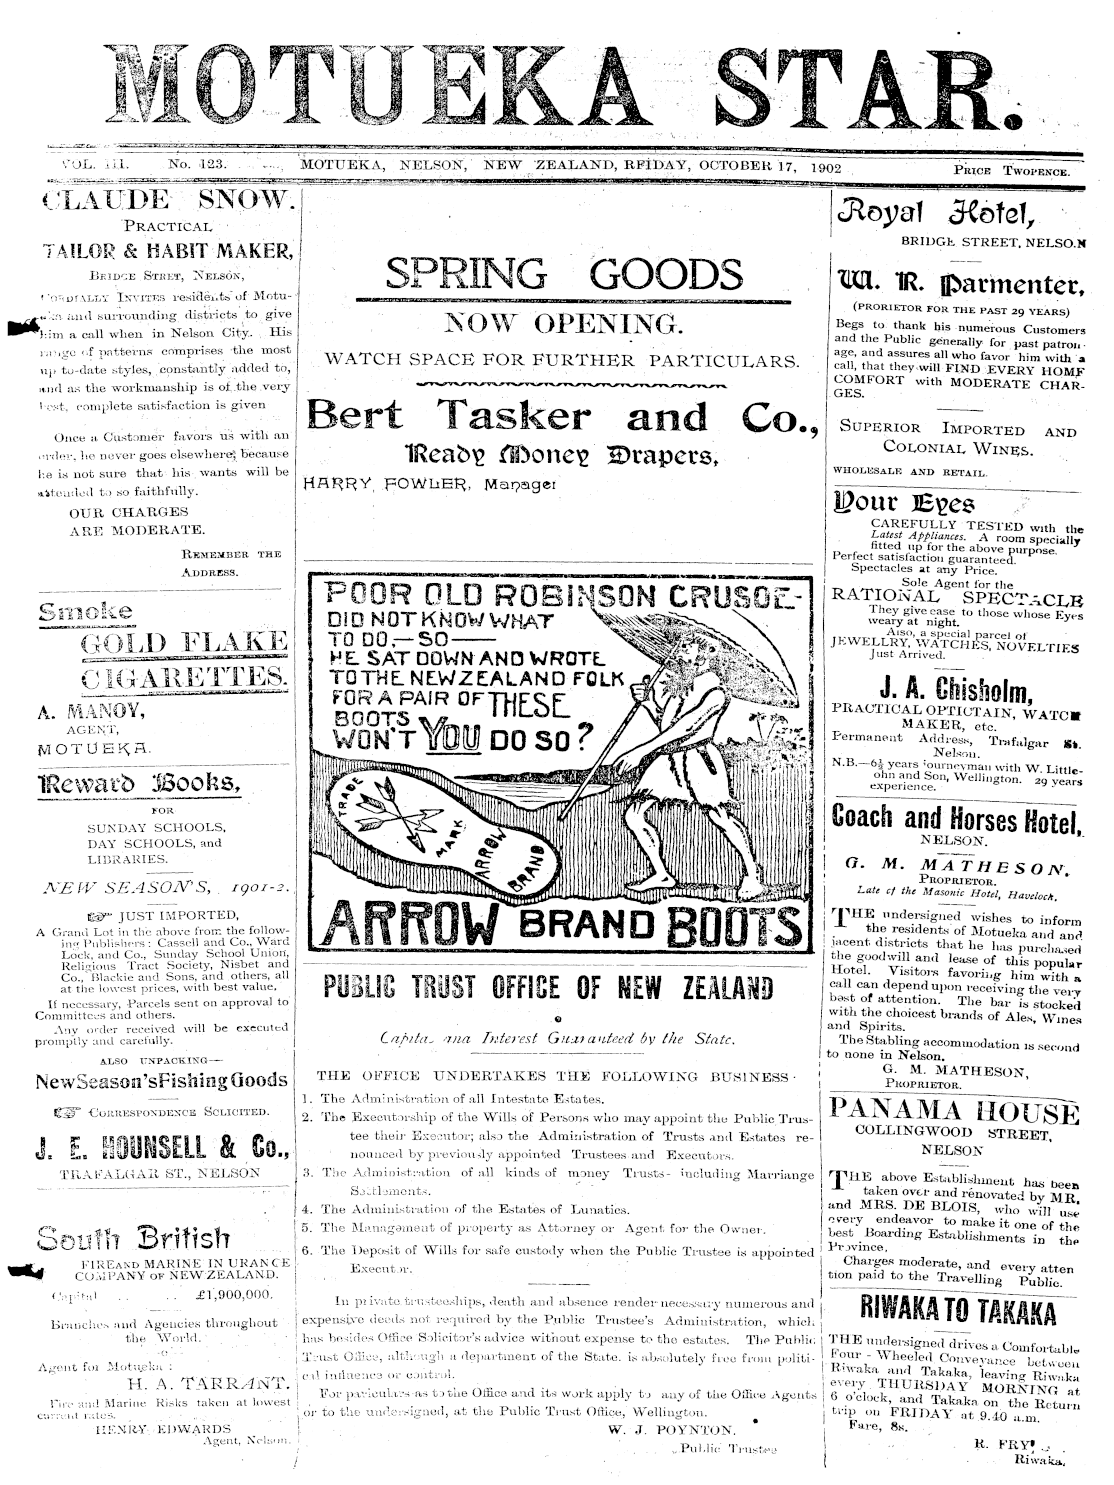 MOTUEKA STAR.
VOL. III. No. 123. MOTUEKA, NELSON, NEW ZEALAND, RFIDAY, OCTOBER 17, 1902 PRICE TWOPENCE.
CLAUDE SNOW.
PRACTICAL
TAILOR & HABIT MAKER,
BRIDGE STRET, NELSON,
CORDIALLY INVITES residents of Motu-
eka and surrounding districts to give
him a call when in Nelson City. His
range of patterns comprises the most
up to-date styles, constantly added to,
and as the workmanship is of the very
best, complete satisfaction is given
Once a Customer favors us with an
order, he never goes elsewhere; because
he is not sure that his wants will be
attended to so faithfully.
OUR CHARGES
ARE MODERATE.
REMEMBER THE
ADDRESS.
Smoke
GOLD FLAKE
CIGARETTES.
A. MANOY,
AGENT,
MOTUEKA.
Reward Books,
FOR
SUNDAY SCHOOLS,
DAY SCHOOLS, and
LIBRARIES.
NEW SEASON'S, 1901-2.
JUST IMPORTED,
A Grand Lot in the above from the follow-
ing Publishers: Cassell and Co., Ward
Lock, and Co., Sunday School Union,
Religious Tract Society, Nisbet and
Co., Blackie and Sons, and others, all
at the lowest prices, with best value.
If necessary, Parcels sent on approval to
Committees and others.
Any order received will be executed
promptly and carefully.
ALSO UNPACKING—
New Season's Fishing Goods
CORRESPONDENCE SOLICITED.
J. E. HOUNSELL & Co.,
TRAFALGAR ST., NELSON
South British
FIRE AND MARINE IN URANCE
COMPANY OF NEW ZEALAND.
Capital .. .. £1,900,000.
Branches and Agencies throughout
the World.
Agent for Motueka:
H. A. TARRANT.
Fire and Marine Risks taken at lowest
current rates.
HENRY EDWARDS
Agent, Nelson.
SPRING GOODS
NOW OPENING.
WATCH SPACE FOR FURTHER PARTICULARS.
Bert Tasker and Co.,
Ready Money Drapers,
HARRY FOWLER, Manager
POOR OLD ROBINSON CRUSOE-
DID NOT KNOW WHAT
TO DO,—SO—
HE SAT DOWN AND WROTE
TO THE NEW ZEALAND FOLK
FOR A PAIR OF THESE
BOOTS
WON'T YOU DO SO?
TRADE MARK
ARROW BRAND
ARROW BRAND BOOTS
PUBLIC TRUST OFFICE OF NEW ZEALAND
Capital and Interest Guaranteed by the State.
THE OFFICE UNDERTAKES THE FOLLOWING BUSINESS
1. The Administration of all Intestate Estates.
2. The Executorship of the Wills of Persons who may appoint the Public Trus-
tee their Executor; also the Administration of Trusts and Estates re-
nounced by previously appointed Trustees and Executors.
3. The Administration of all kinds of money Trusts- including Marriange
Settlements.
4. The Administration of the Estates of Lunatics.
5. The Management of property as Attorney or Agent for the Owner.
6. The Deposit of Wills for safe custody when the Public Trustee is appointed
Executor.
In private trusteeships, death and absence render necessary numerous and
expensive deeds not required by the Public Trustee's Administration, which
has besides Office Solicitor's advice without expense to the estates. The Public
Trust Office, although a department of the State. is absolutely free from politi-
cal influence or control.
For particulars as to the Office and its work apply to any of the Office Agents
or to the undersigned, at the Public Trust Office, Wellington.
W. J. POYNTON.
Public Trustee
Royal Hotel,
BRIDGE STREET, NELSON
W. R. Parmenter,
(PRORIETOR FOR THE PAST 29 YEARS)
Begs to thank his numerous Customers
and the Public generally for past patron-
age, and assures all who favor him with a
call, that they will FIND EVERY HOME
COMFORT with MODERATE CHAR-
GES.
SUPERIOR IMPORTED AND
COLONIAL WINES.
WHOLESALE AND RETAIL.
Your Eyes
CAREFULLY TESTED with the
Latest Appliances. A room specially
fitted up for the above purpose.
Perfect satisfaction guaranteed.
Spectacles at any Price.
Sole Agent for the
RATIONAL SPECTACLE
They give ease to those whose Eyes
weary at night.
Also, a special parcel of
JEWELLRY, WATCHES, NOVELTIES
Just Arrived.
J. A. Chisholm,
PRACTICAL OPTICTAIN, WATCH
MAKER, etc.
Permanent Address, Trafalgar St.
Nelson.
N.B.—6½ years journeyman with W. Little-
john and Son, Wellington. 29 years
experience.
Coach and Horses Hotel,
NELSON.
G. M. MATHESON.
PROPRIETOR.
Late of the Masonic Hotel, Havelock.
THE undersigned wishes to inform
the residents of Motueka and and
jacent districts that he has purchased
the goodwill and lease of this popular
Hotel. Visitors favoring him with a
call can depend upon receiving the very
best of attention. The bar is stocked
with the choicest brands of Ales, Wines
and Spirits.
The Stabling accommodation is second
to none in Nelson.
G. M. MATHESON,
PROPRIETOR.
PANAMA HOUSE
COLLINGWOOD STREET,
NELSON
THE above Establishment has been
taken over and renovated by MR.
and MRS. DE BLOIS, who will use
every endeavor to make it one of the
best Boarding Establishments in the
Province.
Charges moderate, and every atten
tion paid to the Travelling Public.
RIWAKA TO TAKAKA
THE undersigned drives a Comfortable
Four-Wheeled Conveyance between
Riwaka and Takaka, leaving Riwaka
every THURSDAY MORNING at
6 o'clock, and Takaka on the Return
trip on FRIDAY at 9.40 a.m.
Fare, 8s.
R. FRY
Riwaka.